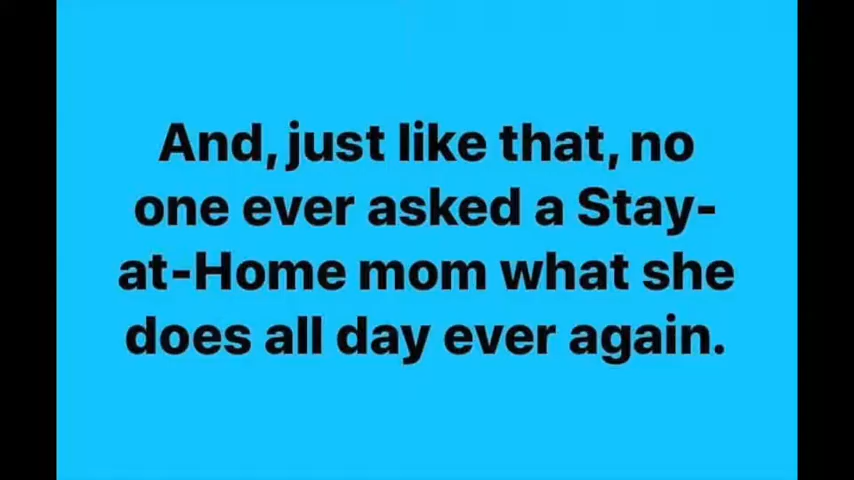 And, just like that, no
one ever asked a Stay-
at-Home mom what she
does all day ever again.